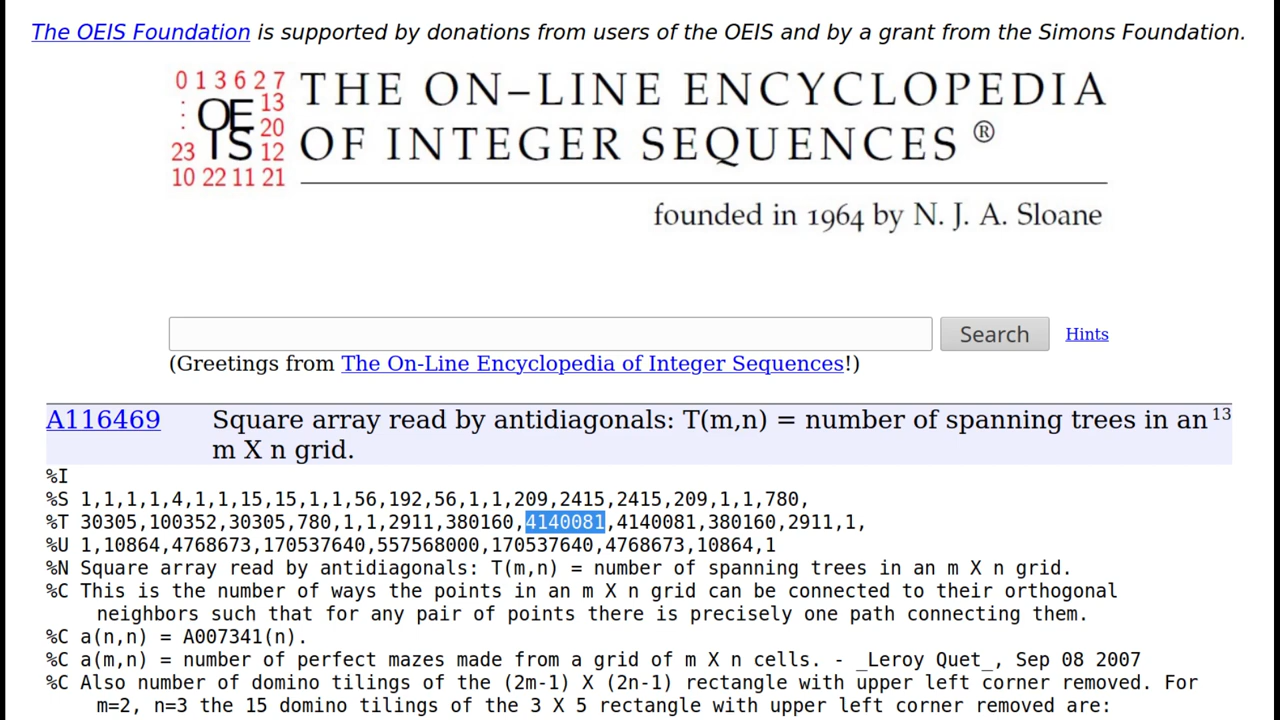 The OEIS Foundation is supported by donations from users of the OEIS and by a grant from the Simons Foundation.
0 1 3 6 2 7
: OE 13
: IS 20
23 12
10 22 11 21
THE ON–LINE ENCYCLOPEDIA
OF INTEGER SEQUENCES ®
founded in 1964 by N. J. A. Sloane
Search Hints
(Greetings from The On-Line Encyclopedia of Integer Sequences!)
A116469 Square array read by antidiagonals: T(m,n) = number of spanning trees in an 13
m X n grid.
%I
%S 1,1,1,1,4,1,1,15,15,1,1,56,192,56,1,1,209,2415,2415,209,1,1,780,
%T 30305,100352,30305,780,1,1,2911,380160,4140081,4140081,380160,2911,1,
%U 1,10864,4768673,170537640,557568000,170537640,4768673,10864,1
%N Square array read by antidiagonals: T(m,n) = number of spanning trees in an m X n grid.
%C This is the number of ways the points in an m X n grid can be connected to their orthogonal
neighbors such that for any pair of points there is precisely one path connecting them.
%C a(n,n) = A007341(n).
%C a(m,n) = number of perfect mazes made from a grid of m X n cells. - _Leroy Quet_, Sep 08 2007
%C Also number of domino tilings of the (2m-1) X (2n-1) rectangle with upper left corner removed. For
m=2, n=3 the 15 domino tilings of the 3 X 5 rectangle with upper left corner removed are: